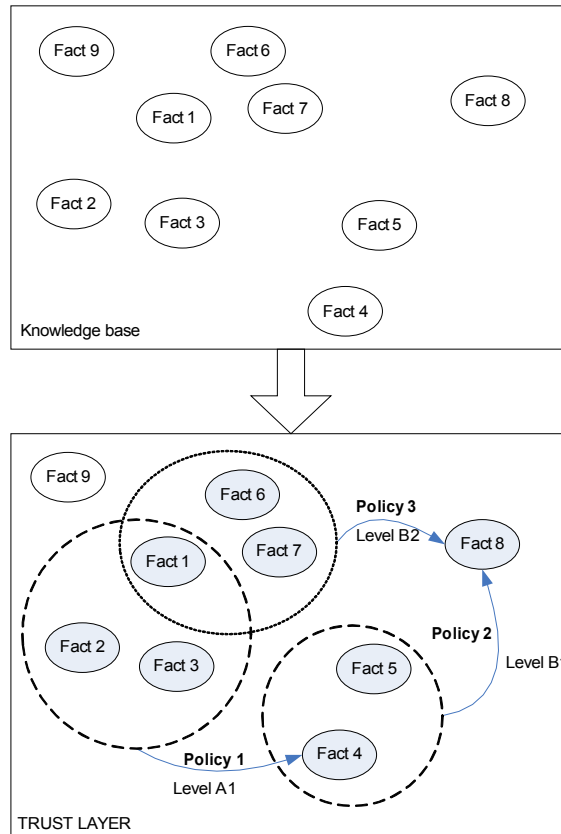 Fact 9
Fact 6
Fact 1
Fact 7
Fact 8
Fact 2
Fact 3
Fact 5
Fact 4
Knowledge base
Fact 9
Fact 6
Policy 3
Level B2
Fact 7
Fact 8
Fact 1
Fact 2
Fact 3
Policy 2
Fact 5
Level B1
Policy 1
Fact 4
Level A1
TRUST LAYER